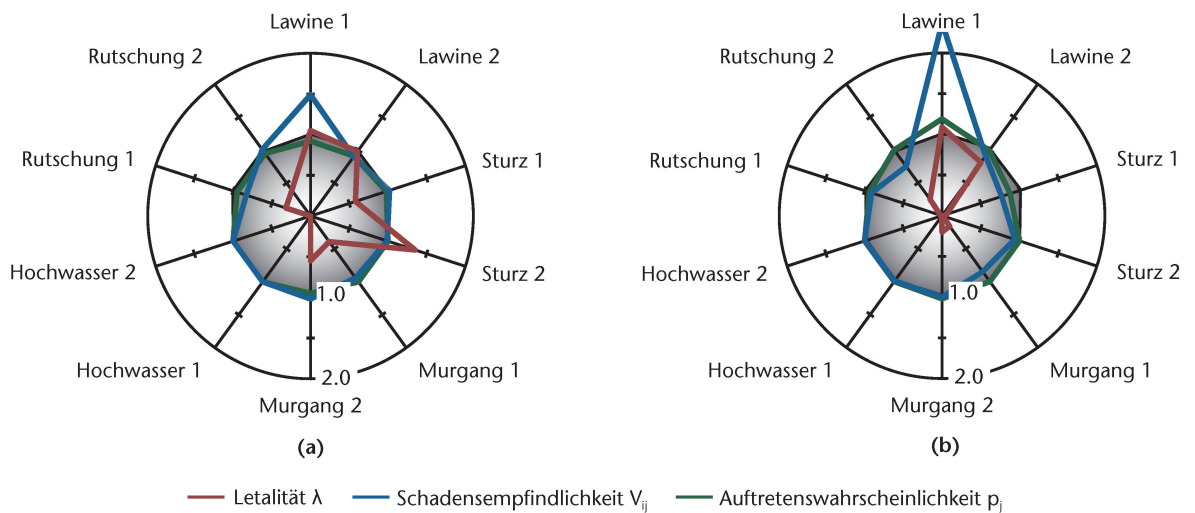 Lawine 1
Rutschung 2
Lawine 2
Rutschung 1
Sturz 1
Hochwasser 2
Sturz 2
1.0
Hochwasser 1
Murgang 1
2.0
Murgang 2
(a)
Lawine 1
Rutschung 2
Lawine 2
Rutschung 1
Sturz 1
Hochwasser 2
Sturz 2
1.0
Hochwasser 1
Murgang 1
2.0
Murgang 2
(b)
Letalität λ
Schadensempfindlichkeit Vij
Auftretenswahrscheinlichkeit pj